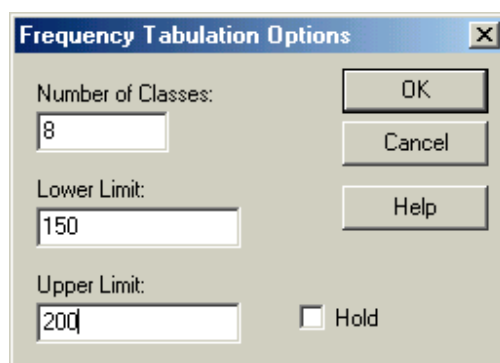 Frequency Tabulation Options
Number of Classes:
8
OK
Cancel
Lower Limit:
150
Help
Upper Limit:
200
Hold